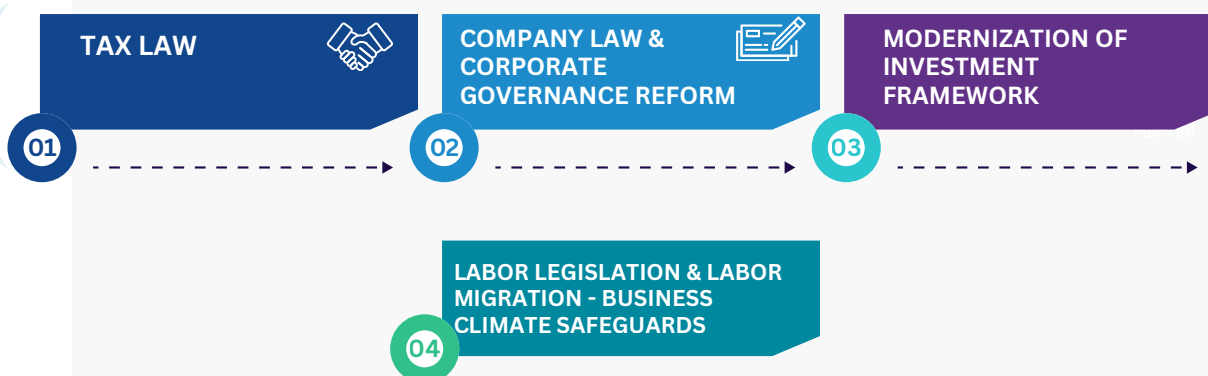 TAX LAW
01
COMPANY LAW &
CORPORATE
GOVERNANCE REFORM
02
MODERNIZATION OF
INVESTMENT
FRAMEWORK
03
LABOR LEGISLATION & LABOR
MIGRATION - BUSINESS
CLIMATE SAFEGUARDS
04